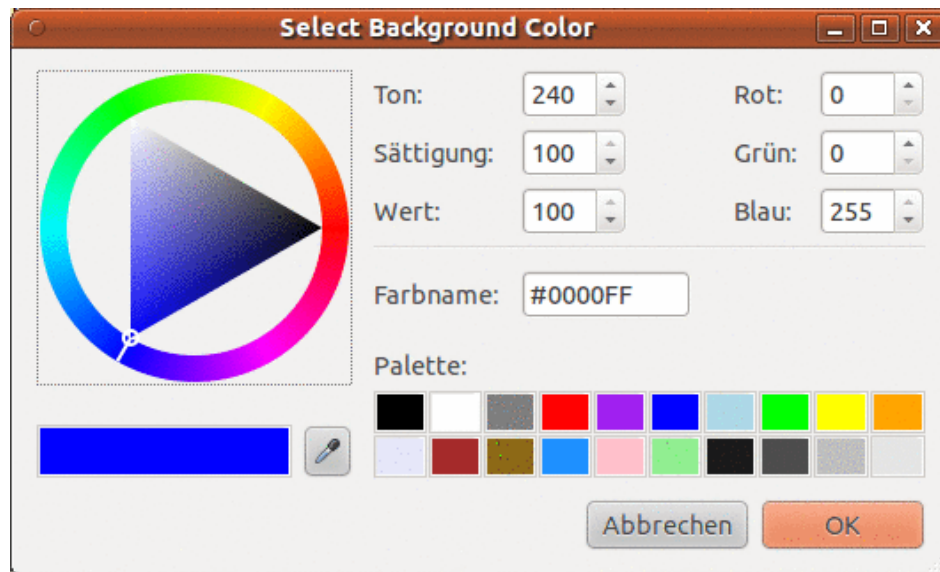 Select Background Color
Ton: 240 Rot: 0
Sättigung: 100 Grün: 0
Wert: 100 Blau: 255
Farbname: #0000FF
Palette:
Abbrechen OK